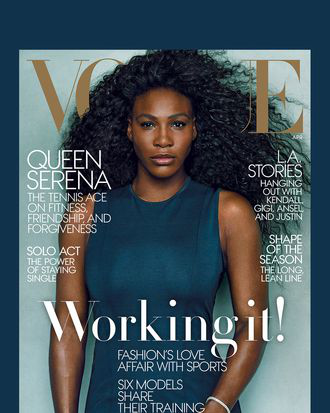 VOGUE
APR
QUEEN
SERENA
THE TENNIS ACE
ON FITNESS,
FRIENDSHIP, AND
FORGIVENESS
SOLO ACT
THE POWER
OF STAYING
SINGLE
L.A.
STORIES
HANGING
OUT WITH
KENDALL,
GIGI, ANSEL,
AND JUSTIN
SHAPE
OF THE
SEASON
THE LONG,
LEAN LINE
Working it!
FASHION'S LOVE
AFFAIR WITH SPORTS
SIX MODELS
SHARE
THEIR TRAINING